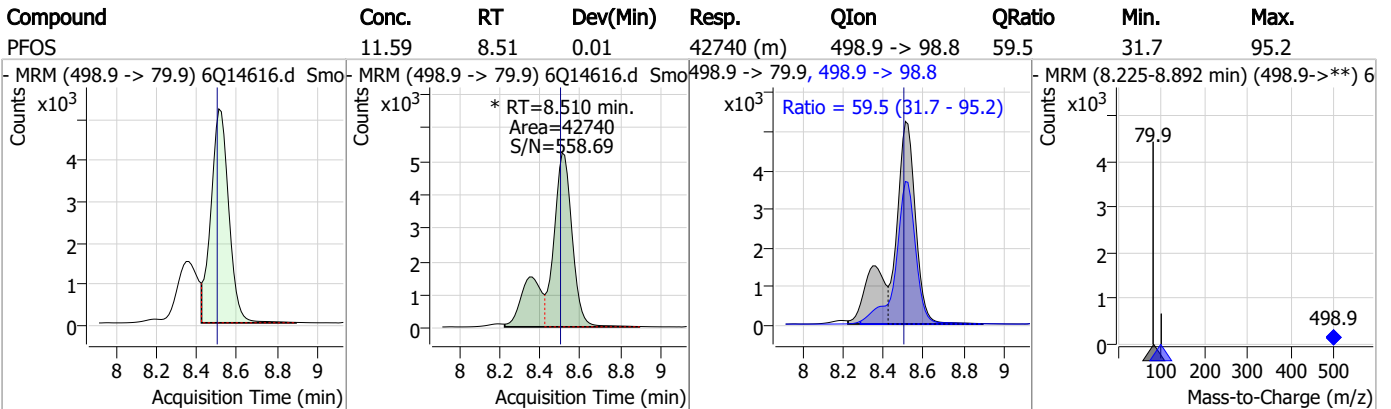 Compound Conc. RT Dev(Min) Resp. QIon QRatio Min. Max.
PFOS 11.59 8.51 0.01 42740 (m) 498.9 -> 98.8 59.5 31.7 95.2
- MRM (498.9 -> 79.9) 6Q14616.d Smo
Counts
x10³
4
3
2
1
0
8 8.2 8.4 8.6 8.8 9
Acquisition Time (min)
- MRM (498.9 -> 79.9) 6Q14616.d Smo
x10³
* RT=8.510 min.
Area=42740
S/N=558.69
5
4
3
2
1
0
8 8.2 8.4 8.6 8.8 9
Acquisition Time (min)
498.9 -> 79.9, 498.9 -> 98.8
x10³
Ratio = 59.5 (31.7 - 95.2)
4
3
2
1
0
8 8.2 8.4 8.6 8.8 9
Acquisition Time (min)
- MRM (8.225-8.892 min) (498.9->**) 6
Counts
x10³
79.9
4
3
2
1
498.9
0
100 200 300 400 500
Mass-to-Charge (m/z)